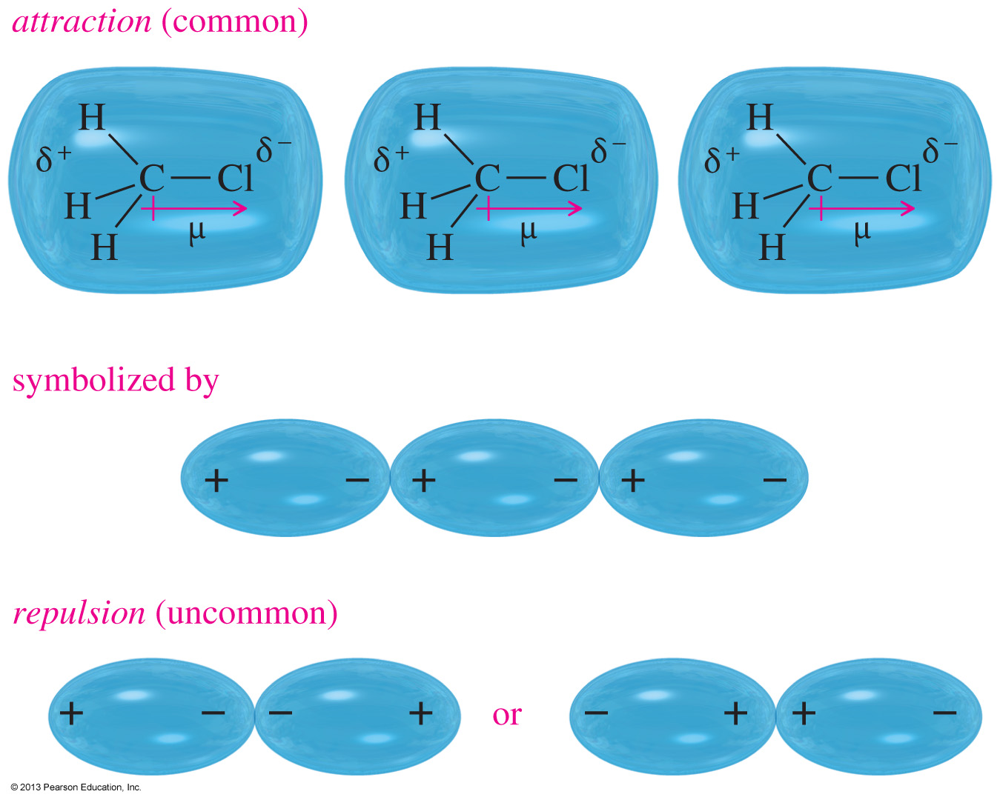 attraction (common)
H H H
δ+ δ− δ+ δ− δ+ δ−
C — Cl C — Cl C — Cl
H H H
μ μ μ
H H H
symbolized by
+ − + − + −
repulsion (uncommon)
+ − − + or − + + −
© 2013 Pearson Education, Inc.